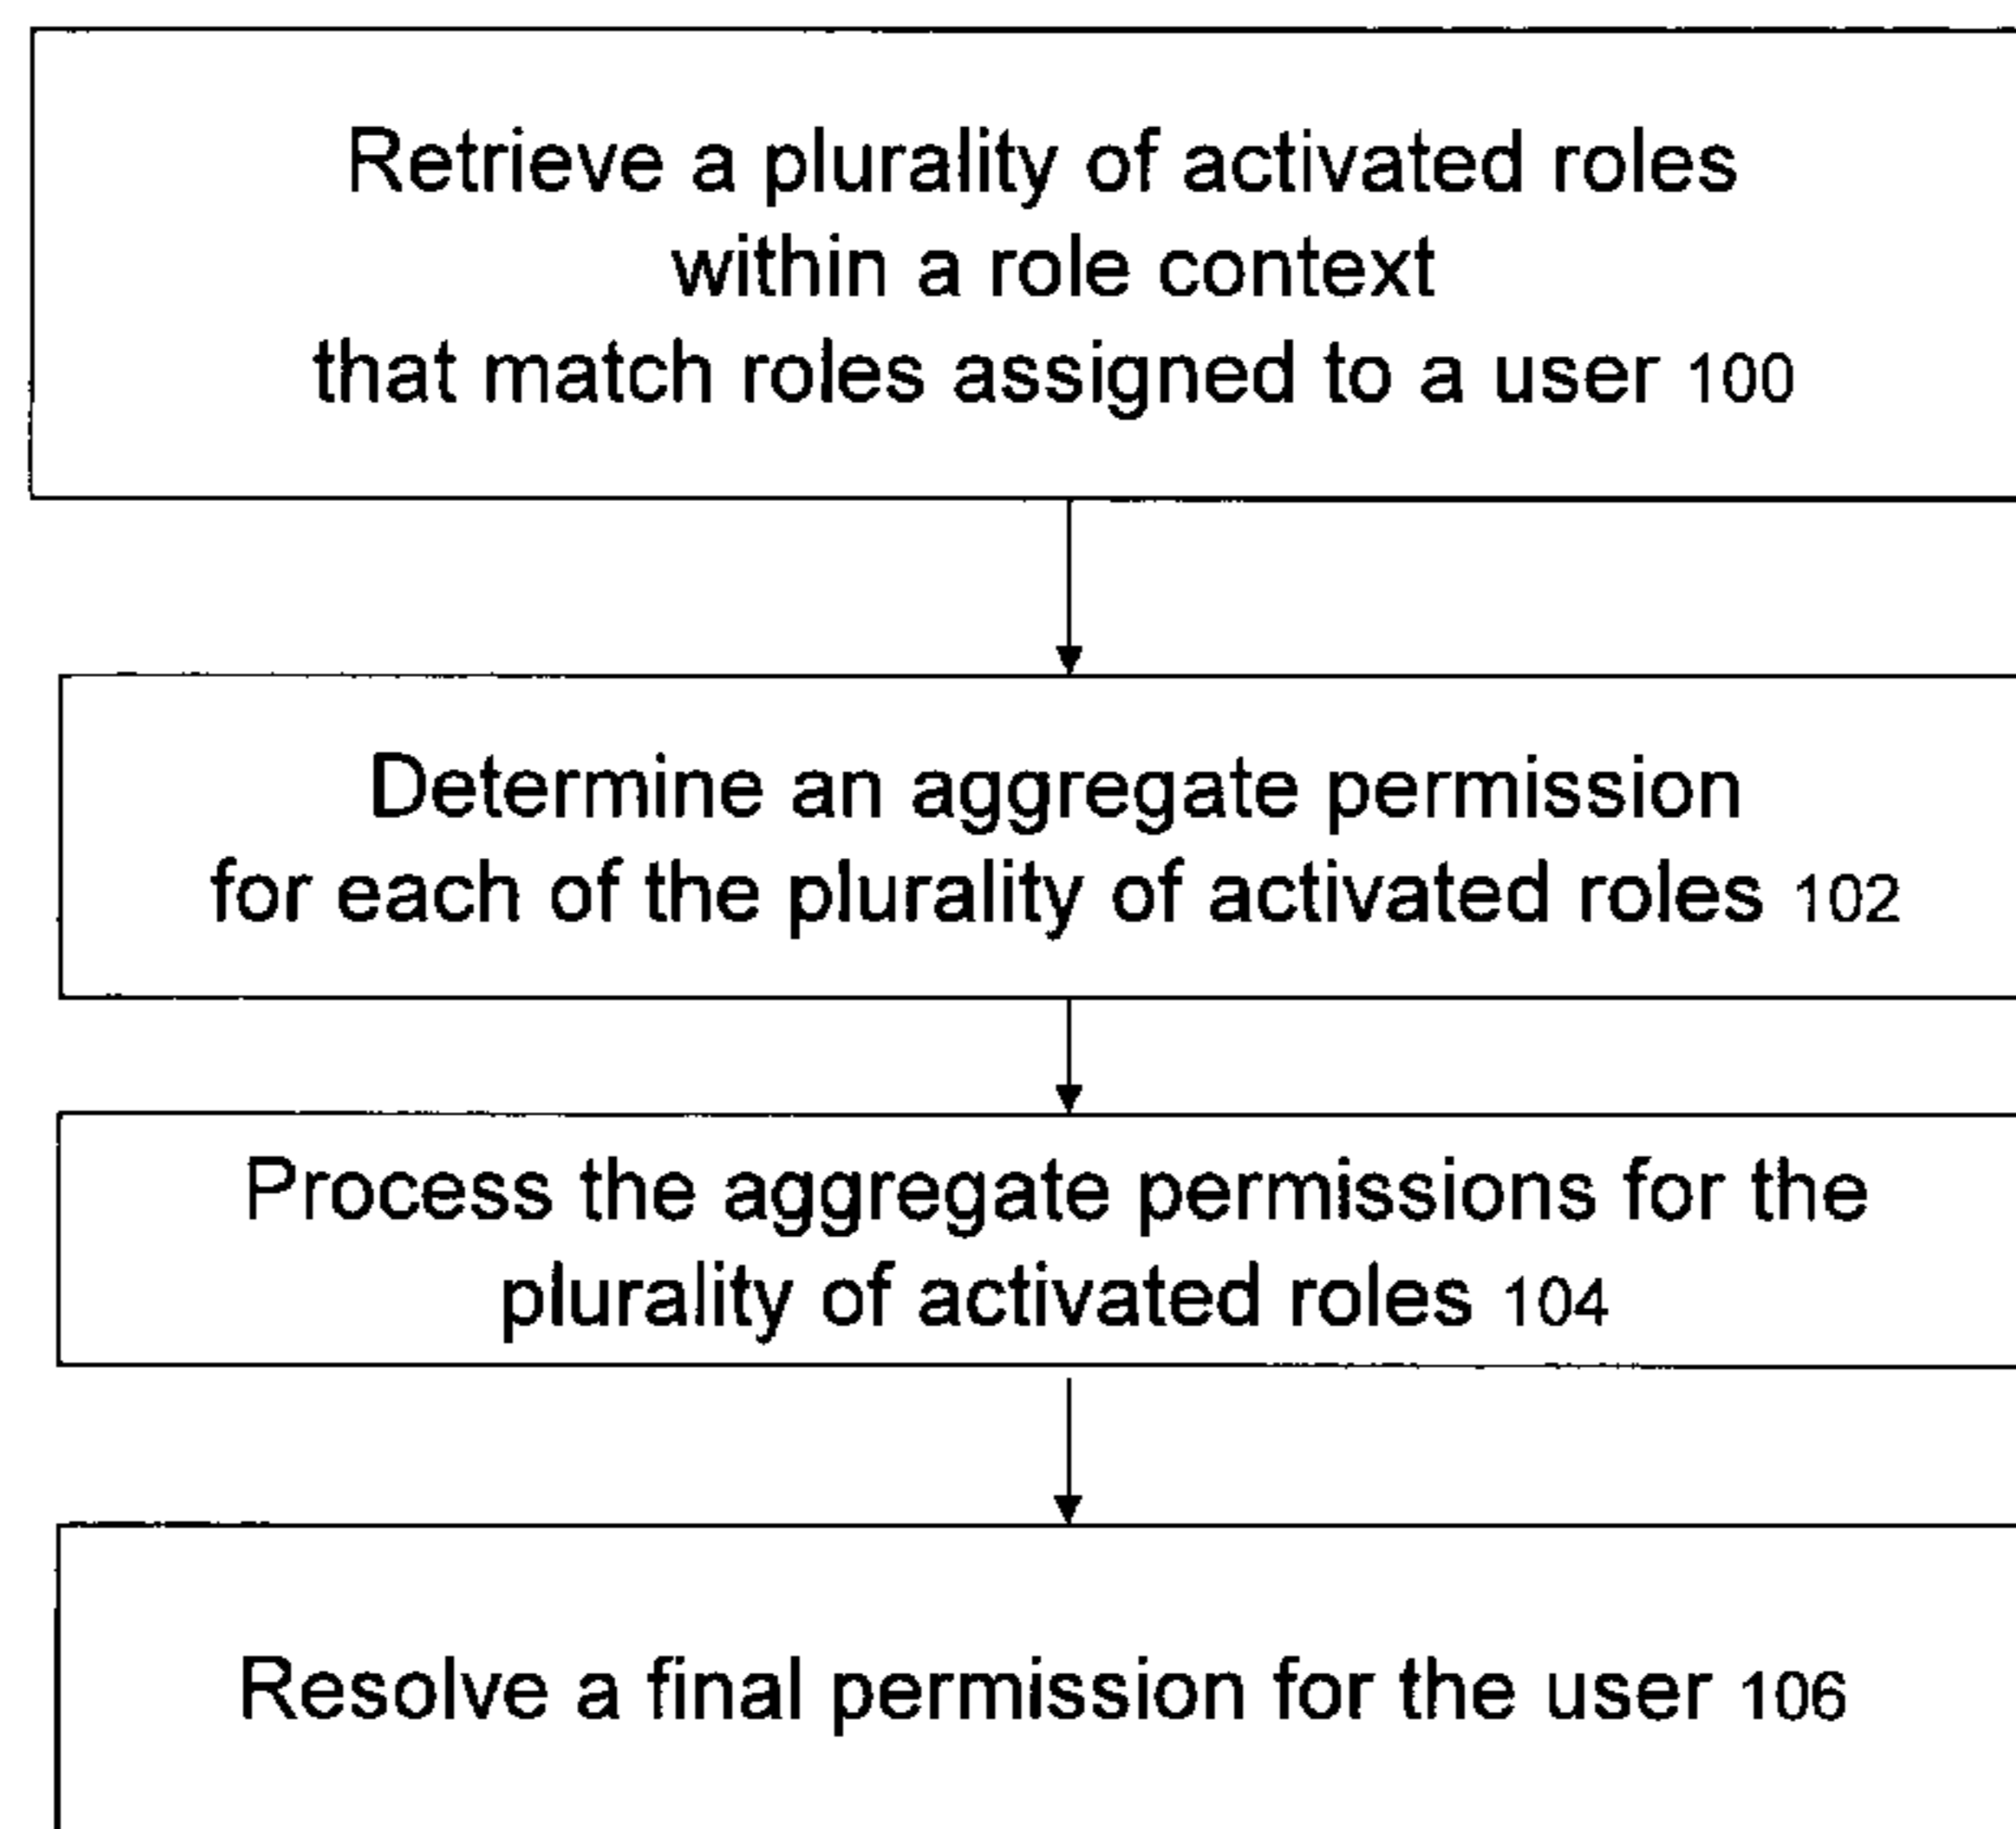 Retrieve a plurality of activated roles
within a role context
that match roles assigned to a user 100
Determine an aggregate permission
for each of the plurality of activated roles 102
Process the aggregate permissions for the
plurality of activated roles 104
Resolve a final permission for the user 106